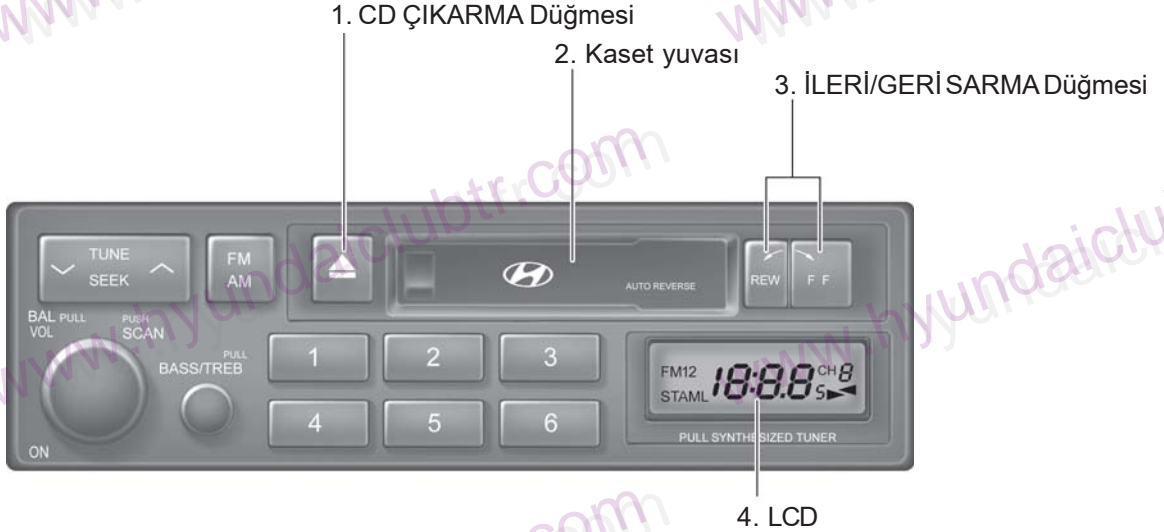 1. CD ÇIKARMA Düğmesi
2. Kaset yuvası
3. İLERİ/GERİ SARMA Düğmesi
TUNE
SEEK
FM
AM
AUTO REVERSE
REW
F F
BAL PULL
VOL
PUSH
SCAN
PULL
BASS/TREB
ON
1
2
3
4
5
6
FM12
STAML
18:8.8
CH 8
S
PULL SYNTHESIZED TUNER
4. LCD
www.hyundaiclubtr.com